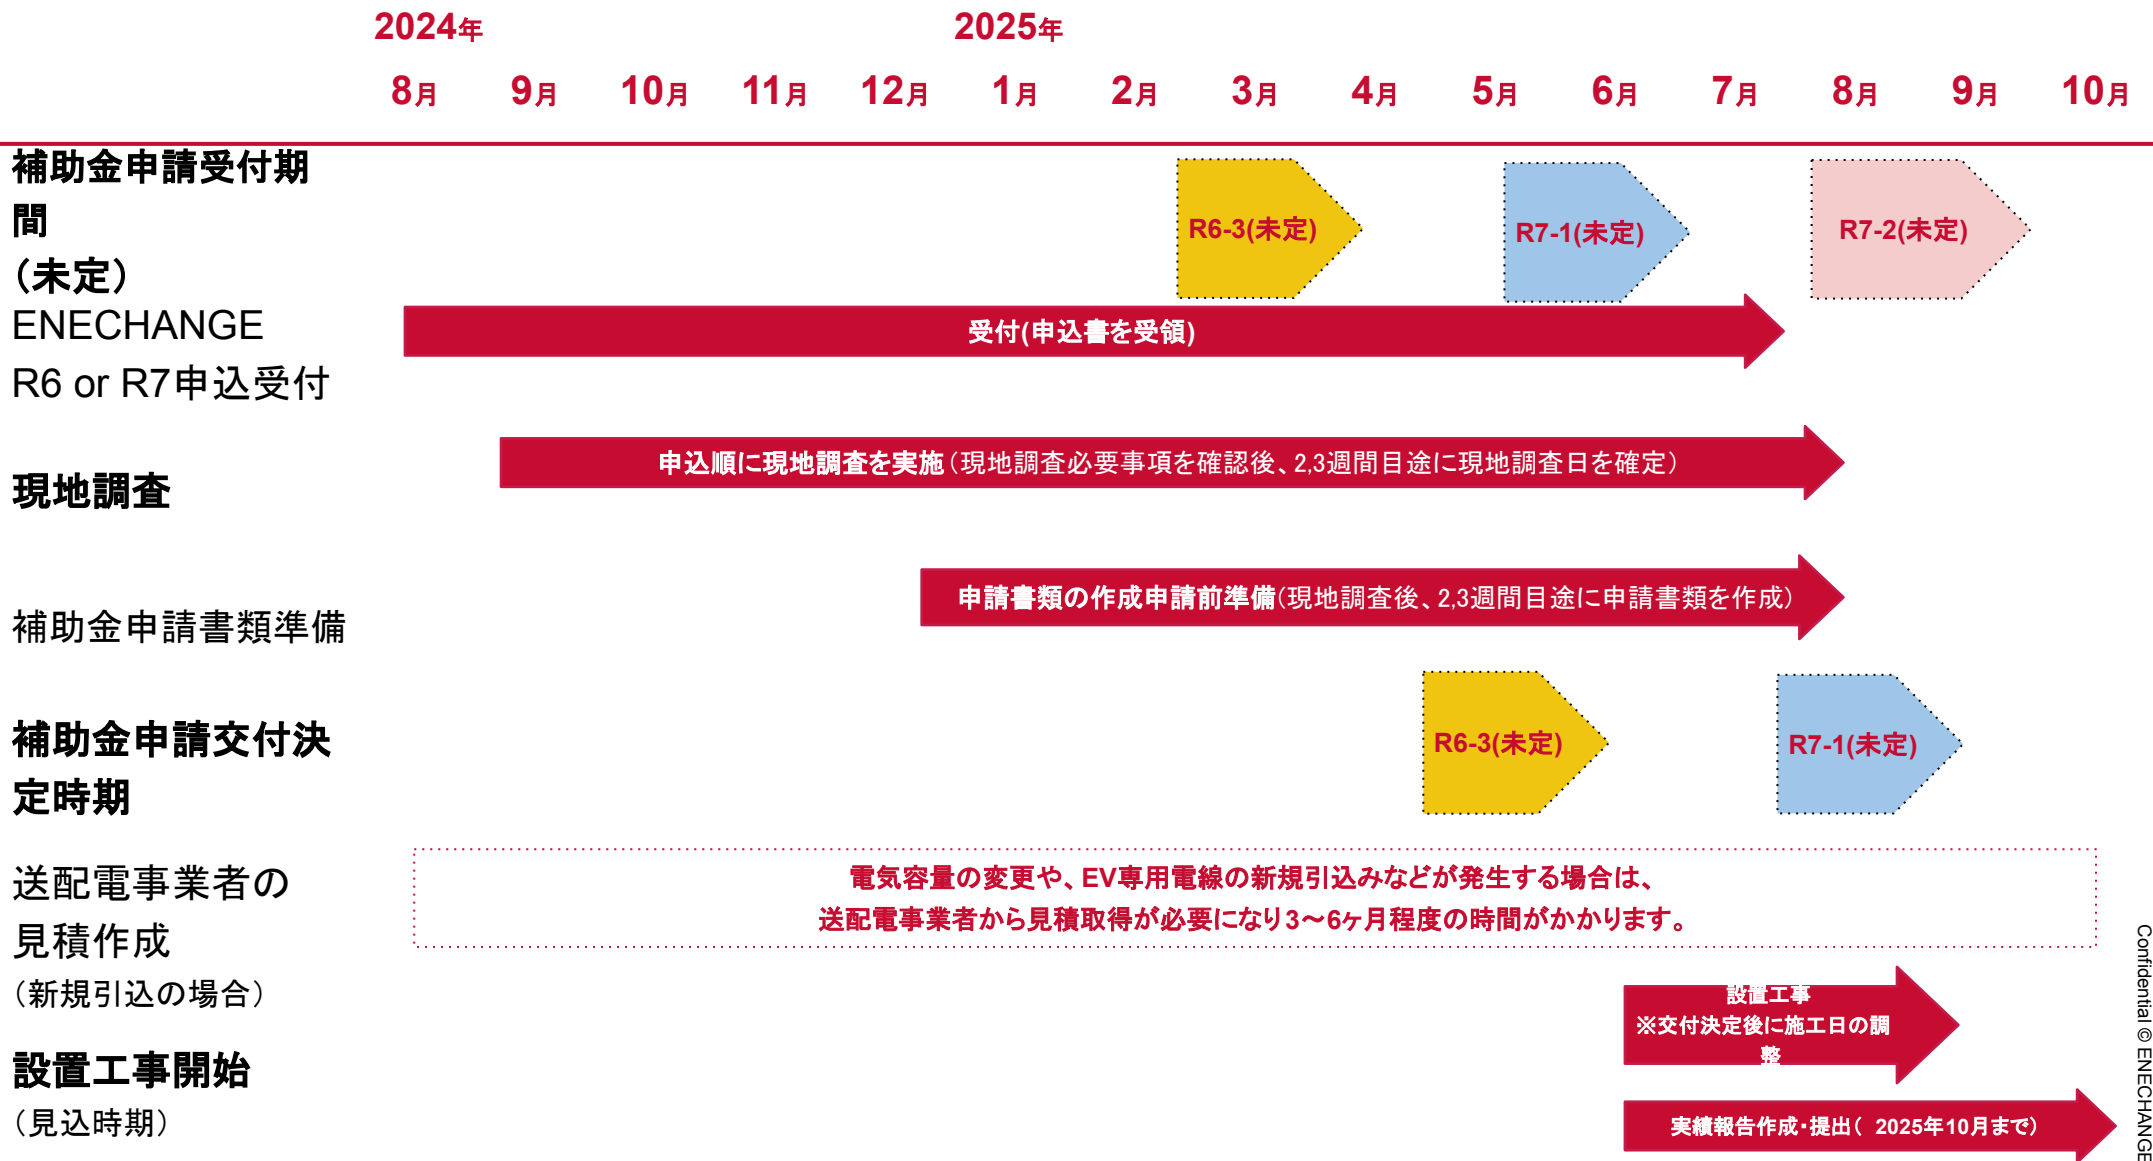 2024年 2025年
8月 9月 10月 11月 12月 1月 2月 3月 4月 5月 6月 7月 8月 9月 10月
補助金申請受付期
間
（未定）
R6-3(未定) R7-1(未定) R7-2(未定)
ENECHANGE
R6 or R7申込受付
受付(申込書を受領)
現地調査
申込順に現地調査を実施（現地調査必要事項を確認後、2,3週間目途に現地調査日を確定）
補助金申請書類準備
申請書類の作成申請前準備（現地調査後、2,3週間目途に申請書類を作成）
補助金申請交付決
定時期
R6-3(未定) R7-1(未定)
送配電事業者の
見積作成
（新規引込の場合）
電気容量の変更や、EV専用電線の新規引込みなどが発生する場合は、
送配電事業者から見積取得が必要になり3～6ヶ月程度の時間がかかります。
設置工事開始
（見込時期）
設置工事
※交付決定後に施工日の調
整
実績報告作成・提出（ 2025年10月まで）
Confidential © ENECHANGE